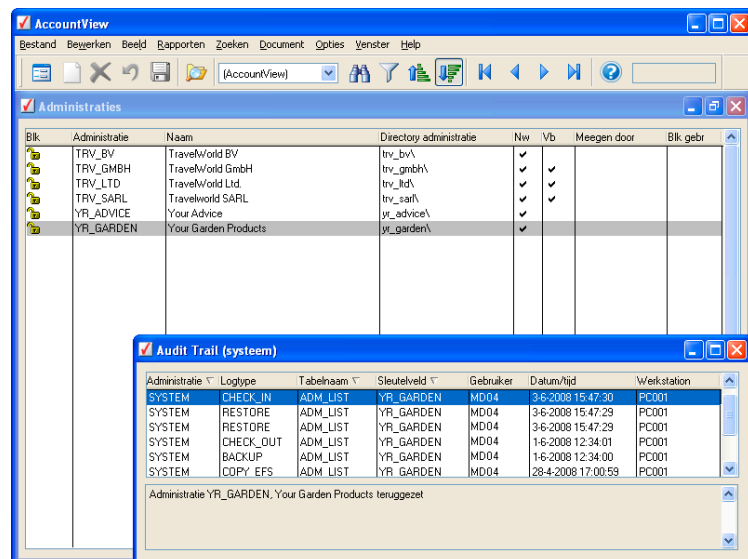 AccountView
Bestand Bewerken Beeld Rapporten Zoeken Document Opties Venster Help
(AccountView)
Administraties
Blk Administratie Naam Directory administratie Nw Vb Meegen door Blk gebr
TRV_BV TravelWorld BV trv_bv\
TRV_GMBH TravelWorld GmbH trv_gmbh\
TRV_LTD TravelWorld Ltd. trv_ltd\
TRV_SARL Travelworld SARL trv_sarl\
YR_ADVICE Your Advice yr_advice\
YR_GARDEN Your Garden Products yr_garden\
Audit Trail (systeem)
Administratie Logtype Tabelnaam Sleutelveld Gebruiker Datum/tijd Werkstation
SYSTEM CHECK_IN ADM_LIST YR_GARDEN MD04 3-6-2008 15:47:30 PC001
SYSTEM RESTORE ADM_LIST YR_GARDEN MD04 3-6-2008 15:47:29 PC001
SYSTEM RESTORE ADM_LIST YR_GARDEN MD04 3-6-2008 15:47:29 PC001
SYSTEM CHECK_OUT ADM_LIST YR_GARDEN MD04 1-6-2008 12:34:01 PC001
SYSTEM BACKUP ADM_LIST YR_GARDEN MD04 1-6-2008 12:34:00 PC001
SYSTEM COPY_EFS ADM_LIST YR_GARDEN MD04 28-4-2008 17:00:59 PC001
Administratie YR_GARDEN, Your Garden Products teruggezet